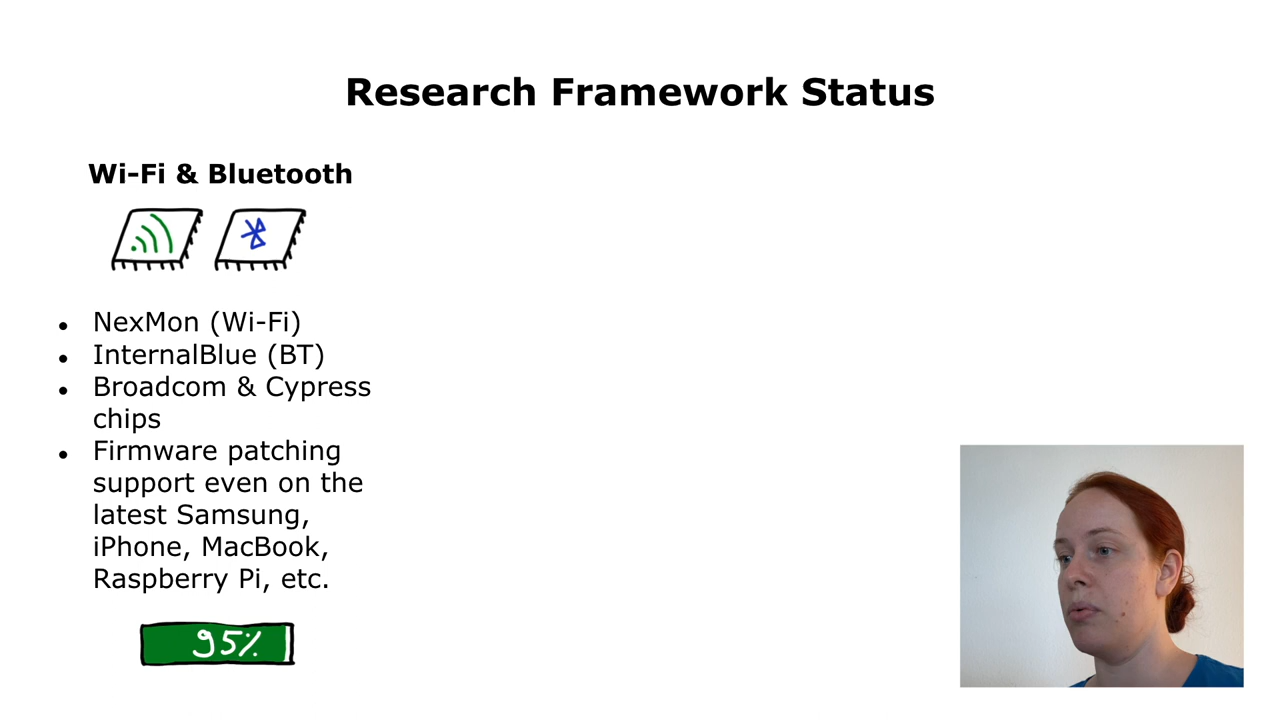 Research Framework Status
Wi-Fi & Bluetooth
● NexMon (Wi-Fi)
● InternalBlue (BT)
● Broadcom & Cypress
chips
● Firmware patching
support even on the
latest Samsung,
iPhone, MacBook,
Raspberry Pi, etc.
95%